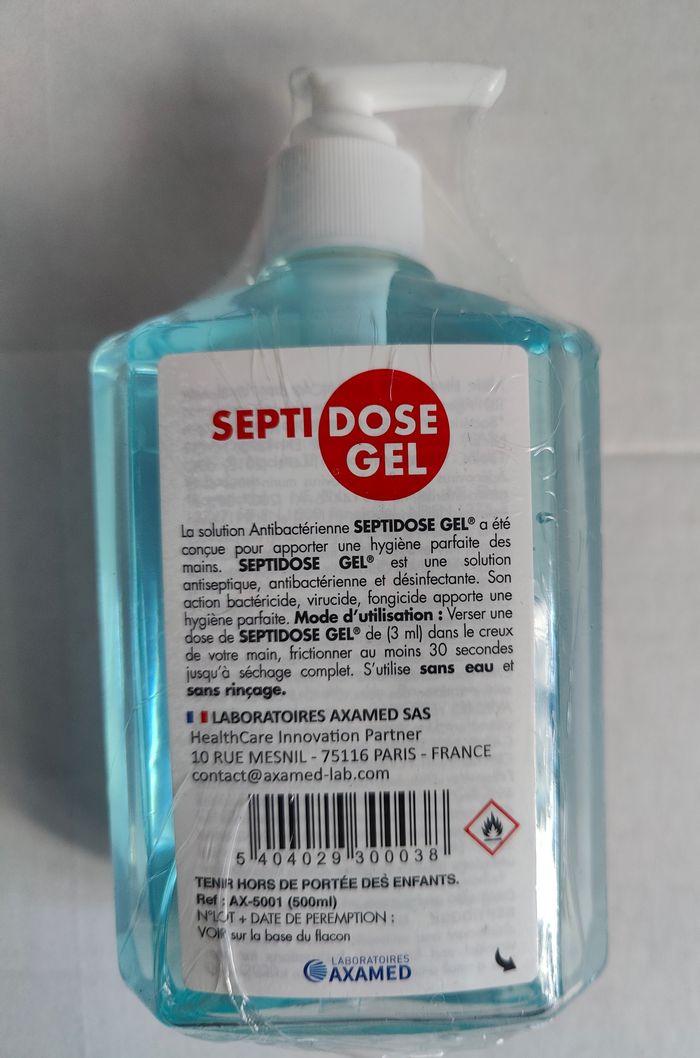 SEPTI DOSE
GEL
La solution Antibactérienne SEPTIDOSE GEL® a été
conçue pour apporter une hygiène parfaite des
mains. SEPTIDOSE GEL® est une solution
antiseptique, antibactérienne et désinfectante. Son
action bactéricide, virucide, fongicide apporte une
hygiène parfaite. Mode d'utilisation : Verser une
dose de SEPTIDOSE GEL® de (3 ml) dans le creux
de votre main, frictionner au moins 30 secondes
jusqu'à séchage complet. S'utilise sans eau et
sans rinçage.
LABORATOIRES AXAMED SAS
HealthCare Innovation Partner
10 RUE MESNIL - 75116 PARIS - FRANCE
contact@axamed-lab.com
5 404029 300038
TENIR HORS DE PORTÉE DES ENFANTS.
Ref : AX-5001 (500ml)
N°LOT + DATE DE PEREMPTION :
VOIR sur la base du flacon
LABORATOIRES
AXAMED